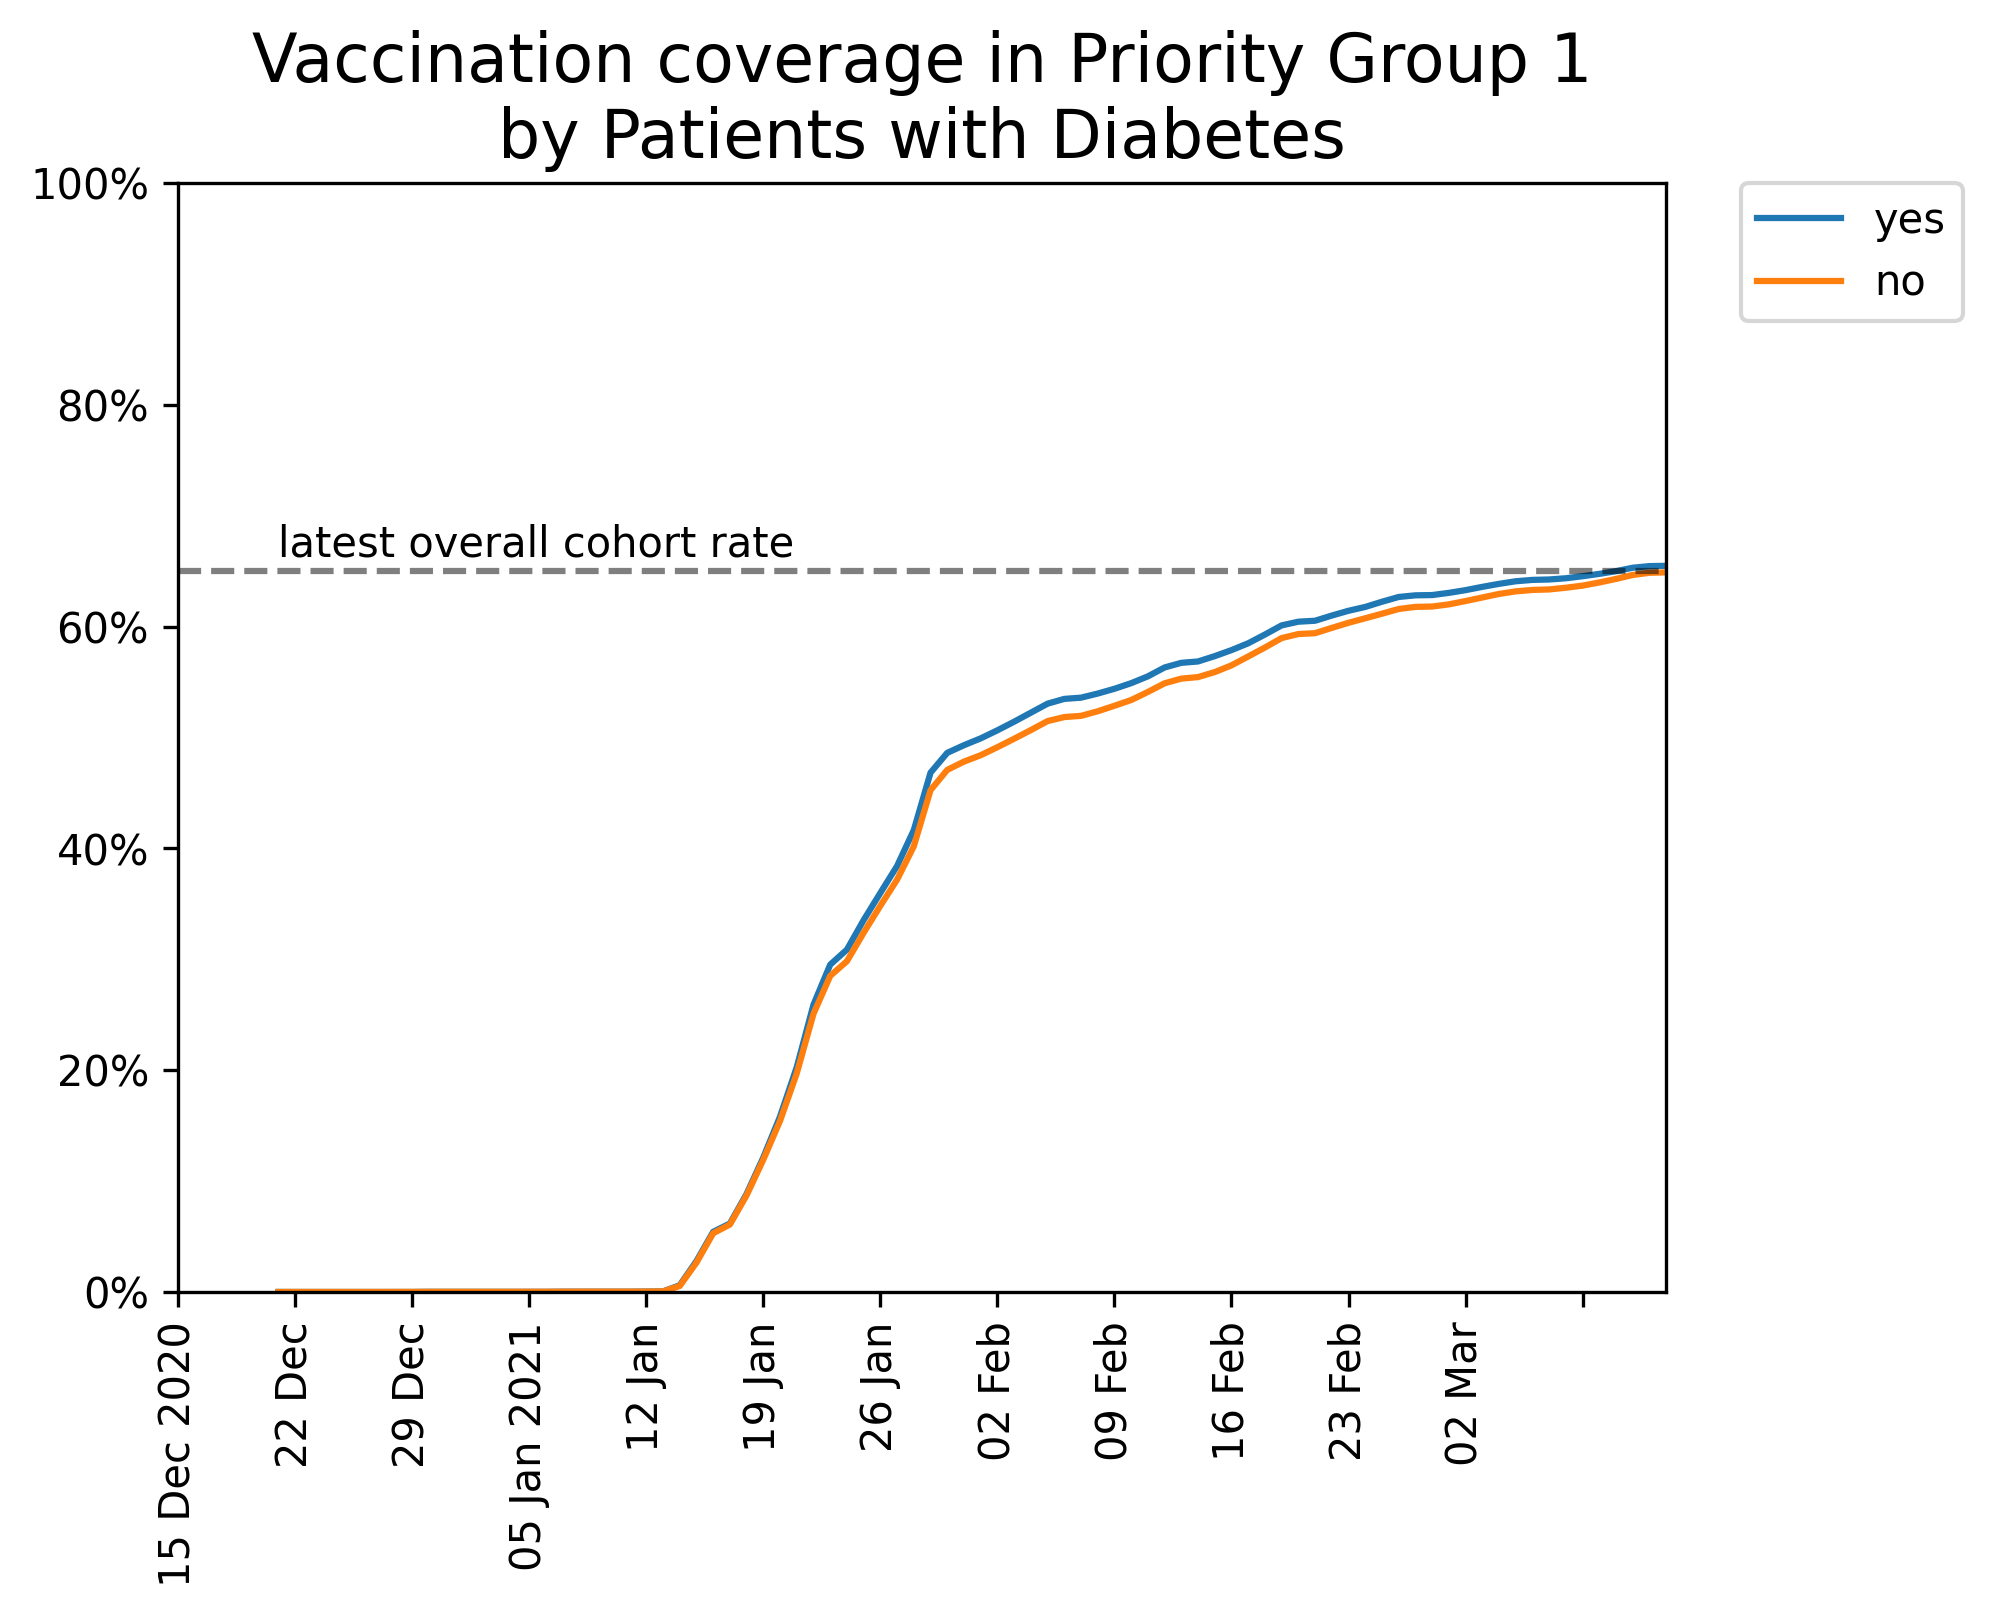 Vaccination coverage in Priority Group 1
by Patients with Diabetes
100%
80%
60%
40%
20%
0%
latest overall cohort rate
yes
no
15 Dec 2020
22 Dec
29 Dec
05 Jan 2021
12 Jan
19 Jan
26 Jan
02 Feb
09 Feb
16 Feb
23 Feb
02 Mar